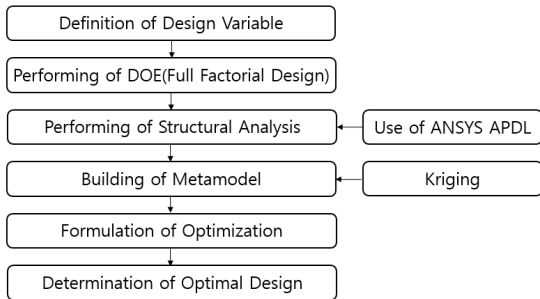 Definition of Design Variable
Performing of DOE(Full Factorial Design)
Performing of Structural Analysis
Use of ANSYS APDL
Building of Metamodel
Kriging
Formulation of Optimization
Determination of Optimal Design